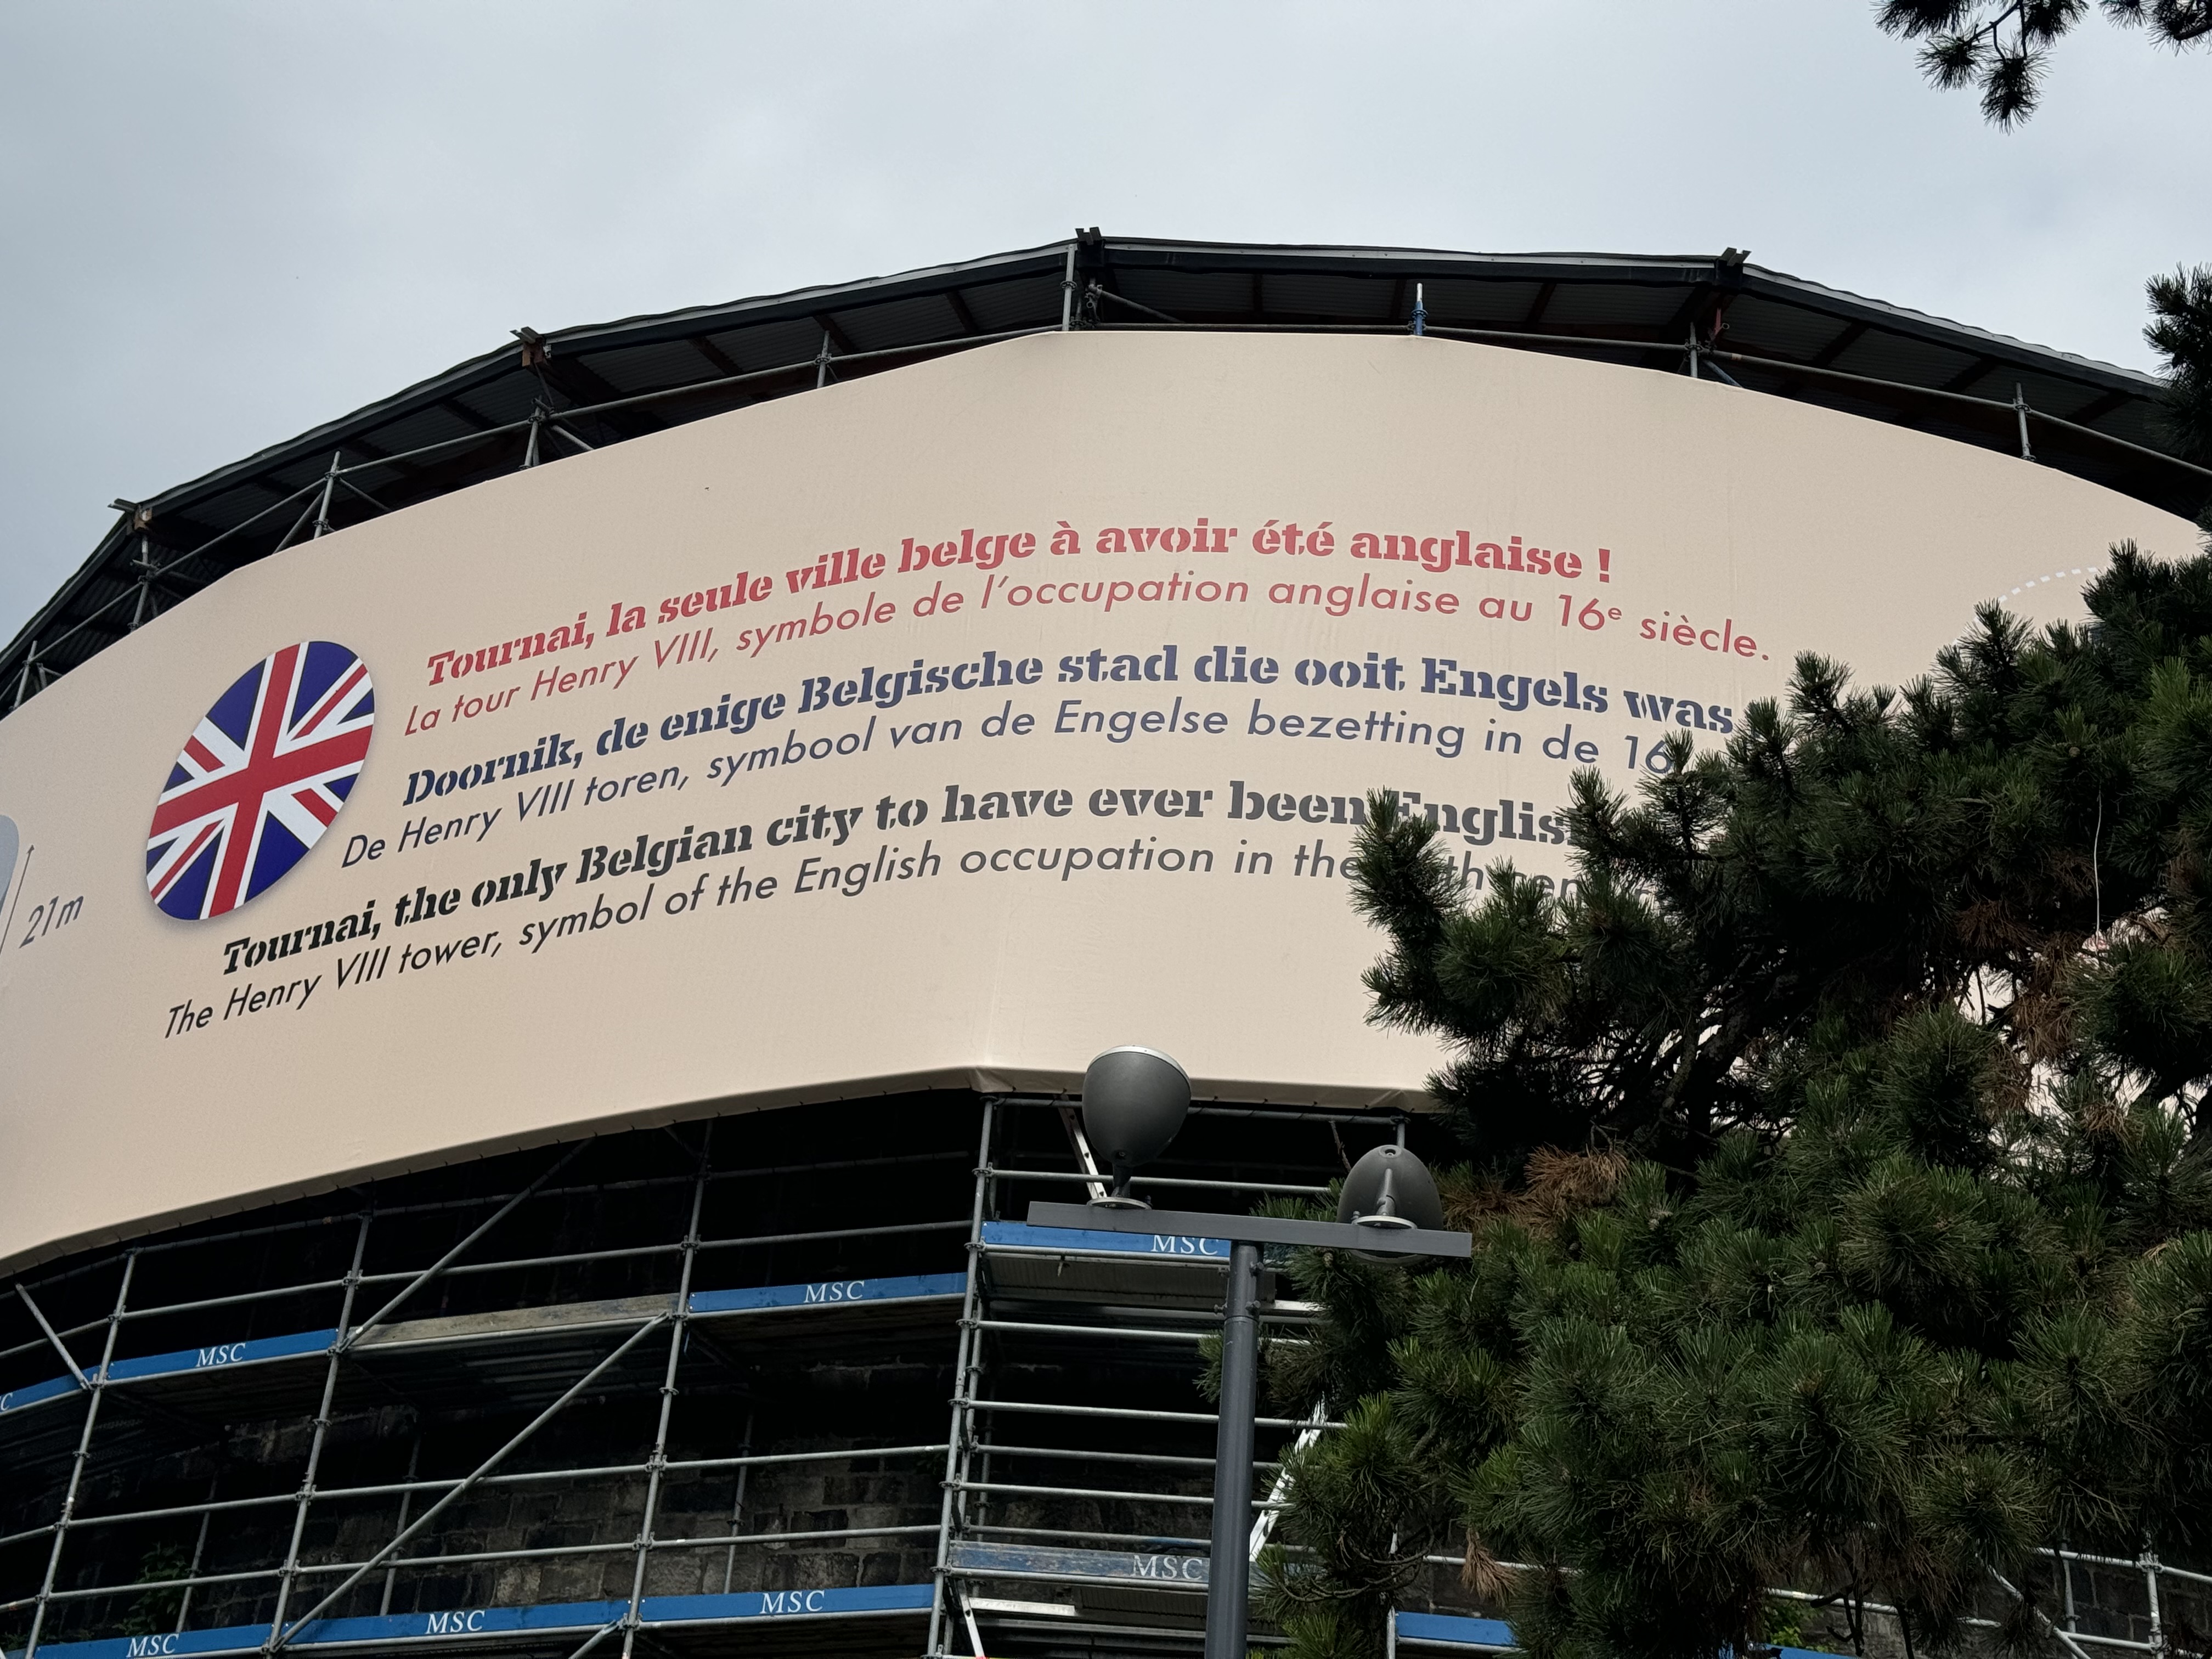 Tournai, la seule ville belge à avoir été anglaise !
La tour Henry VIII, symbole de l'occupation anglaise au 16e siècle.
Doornik, de enige Belgische stad die ooit Engels was
De Henry VIII toren, symbool van de Engelse bezetting in de 16
Tournai, the only Belgian city to have ever been English
The Henry VIII tower, symbol of the English occupation in the
21m
MSC
MSC
MSC
MSC
MSC
MSC
MSC